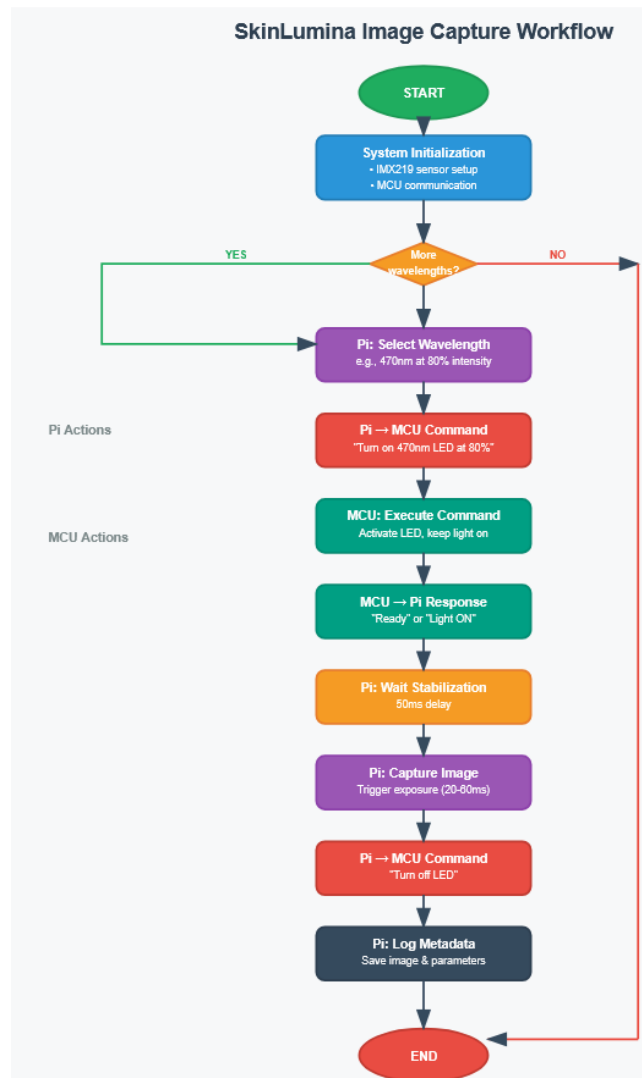 SkinLumina Image Capture Workflow
START
System Initialization
• IMX219 sensor setup
• MCU communication
YES
More
wavelengths?
NO
Pi: Select Wavelength
e.g., 470nm at 80% intensity
Pi Actions
Pi → MCU Command
"Turn on 470nm LED at 80%"
MCU Actions
MCU: Execute Command
Activate LED, keep light on
MCU → Pi Response
"Ready" or "Light ON"
Pi: Wait Stabilization
50ms delay
Pi: Capture Image
Trigger exposure (20-60ms)
Pi → MCU Command
"Turn off LED"
Pi: Log Metadata
Save image & parameters
END